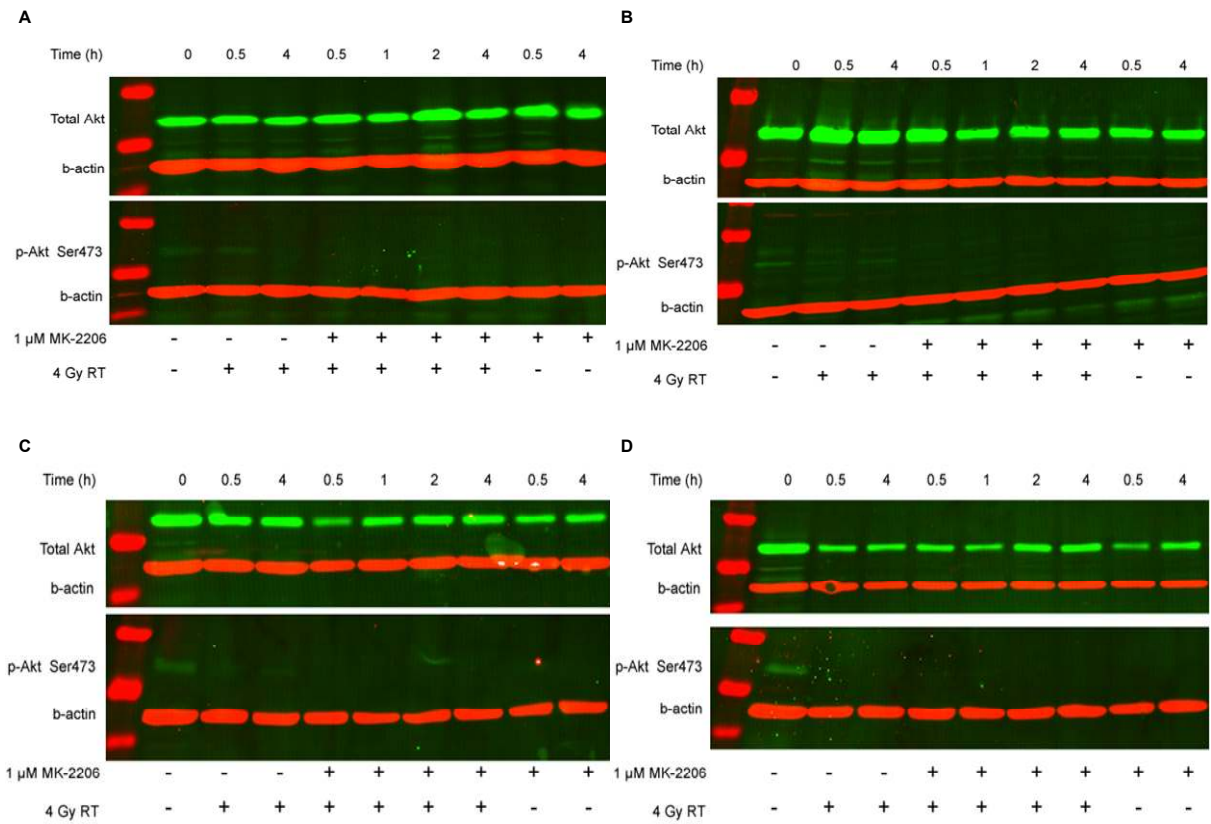 A
Time (h) 0 0.5 4 0.5 1 2 4 0.5 4
Total Akt
b-actin
p-Akt Ser473
b-actin
1 µM MK-2206 - - - + + + + + +
4 Gy RT - + + + + + + - -
B
Time (h) 0 0.5 4 0.5 1 2 4 0.5 4
Total Akt
b-actin
p-Akt Ser473
b-actin
1 µM MK-2206 - - - + + + + + +
4 Gy RT - + + + + + + - -
C
Time (h) 0 0.5 4 0.5 1 2 4 0.5 4
Total Akt
b-actin
p-Akt Ser473
b-actin
1 µM MK-2206 - - - + + + + + +
4 Gy RT - + + + + + + - -
D
Time (h) 0 0.5 4 0.5 1 2 4 0.5 4
Total Akt
b-actin
p-Akt Ser473
b-actin
1 µM MK-2206 - - - + + + + + +
4 Gy RT - + + + + + + - -